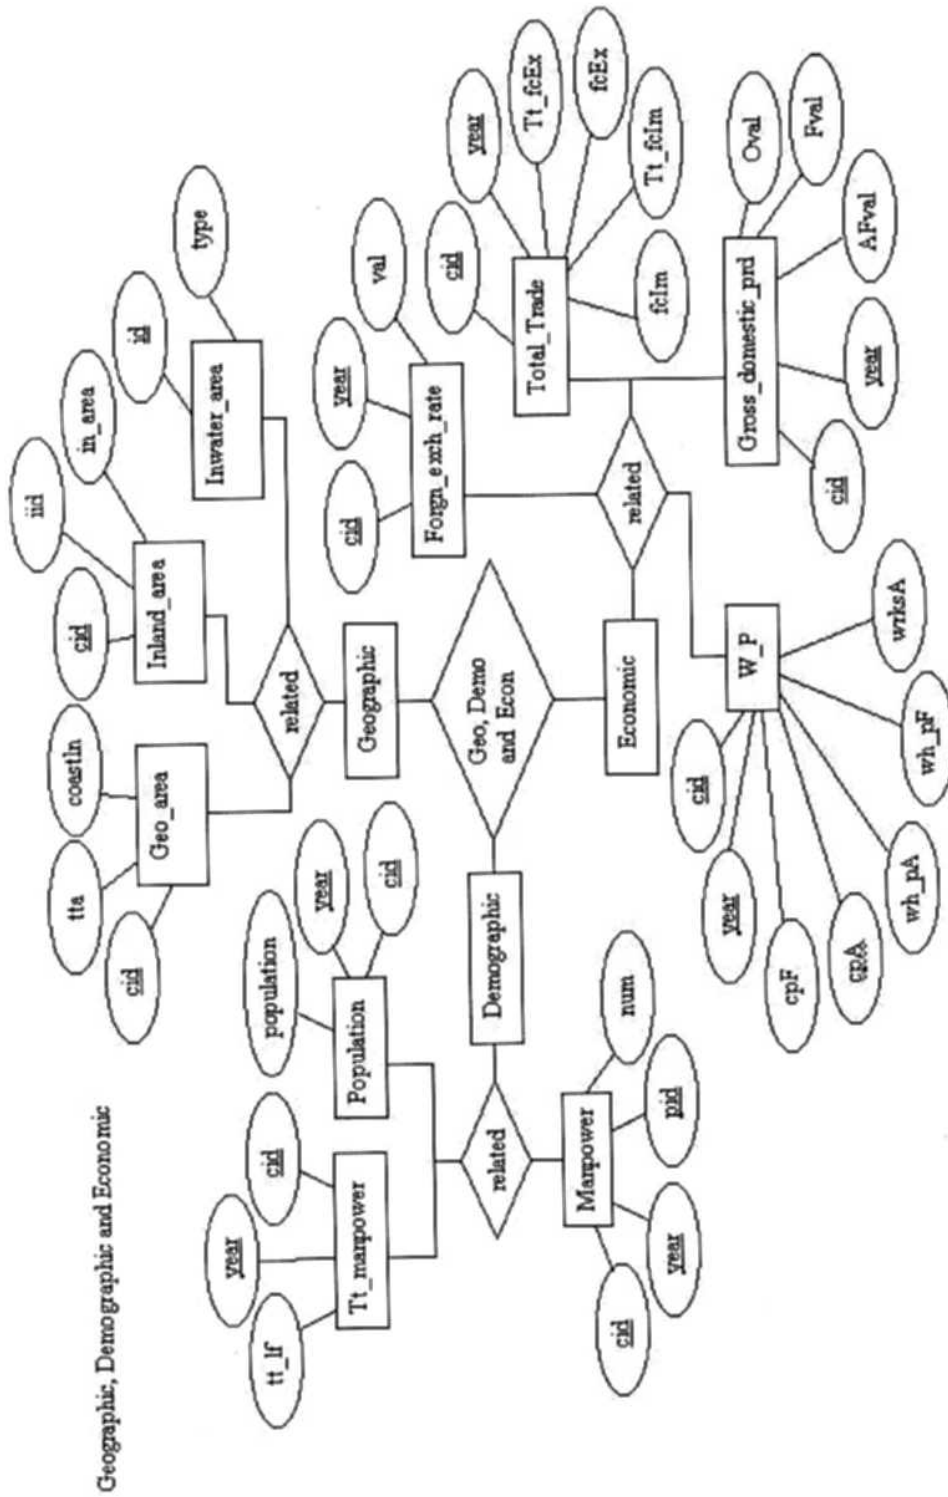 Geographic, Demographic and Economic
tt_lf
year
cid
Tt_manpower
population
year
cid
Population
cid
tta
coastln
Geo_area
cid
iid
in_area
Inland_area
id
type
Inwater_area
related
Geographic
related
Demographic
Geo, Demo
and Econ
Economic
related
cid
year
val
Forgn_exch_rate
cid
year
Tt_fcEx
fcEx
Tt_fcIm
fcIm
Total_Trade
Manpower
cid
year
pid
num
W_P
cid
year
cpF
cpA
wh_pA
wh_pF
wrksA
Gross_domestic_prd
cid
year
AFval
Fval
Oval